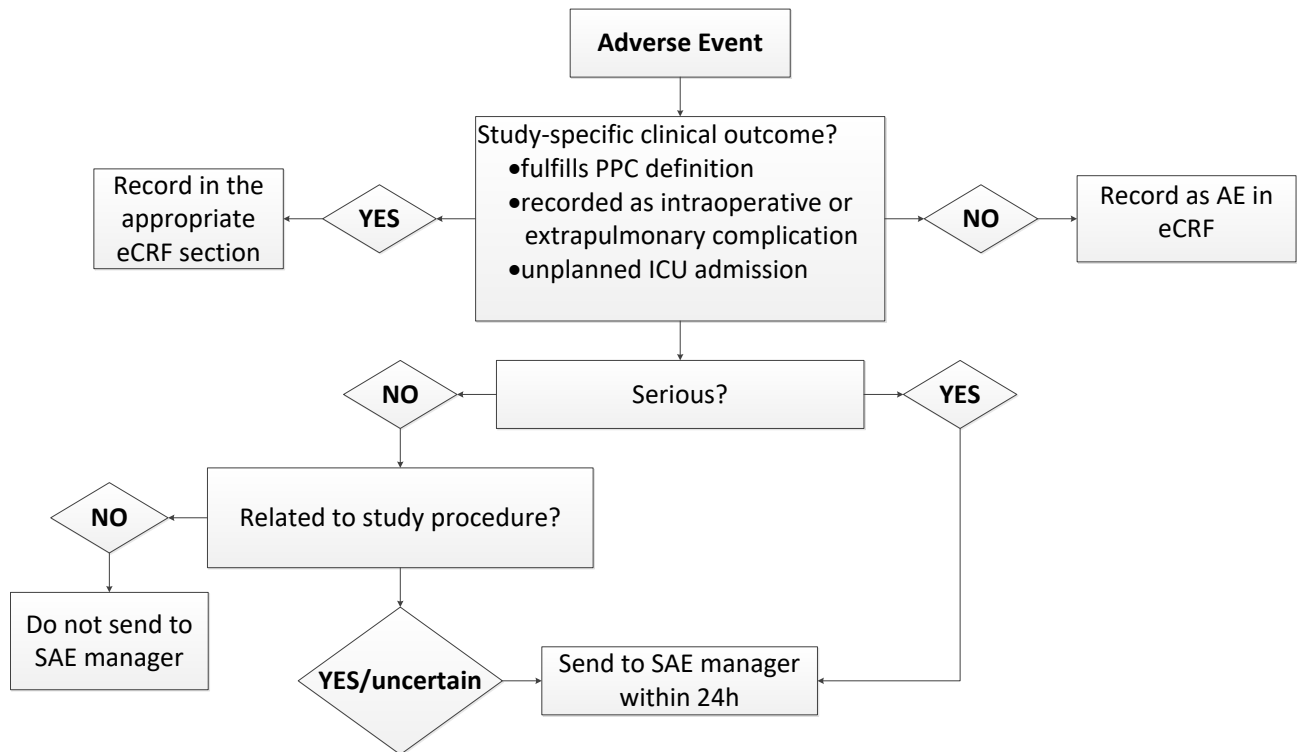 Adverse Event
Study-specific clinical outcome?
•fulfills PPC definition
•recorded as intraoperative or
extrapulmonary complication
•unplanned ICU admission
Record in the
appropriate
eCRF section
YES
NO
Record as AE in
eCRF
NO
Serious?
YES
NO
Related to study procedure?
Do not send to
SAE manager
YES/uncertain
Send to SAE manager
within 24h